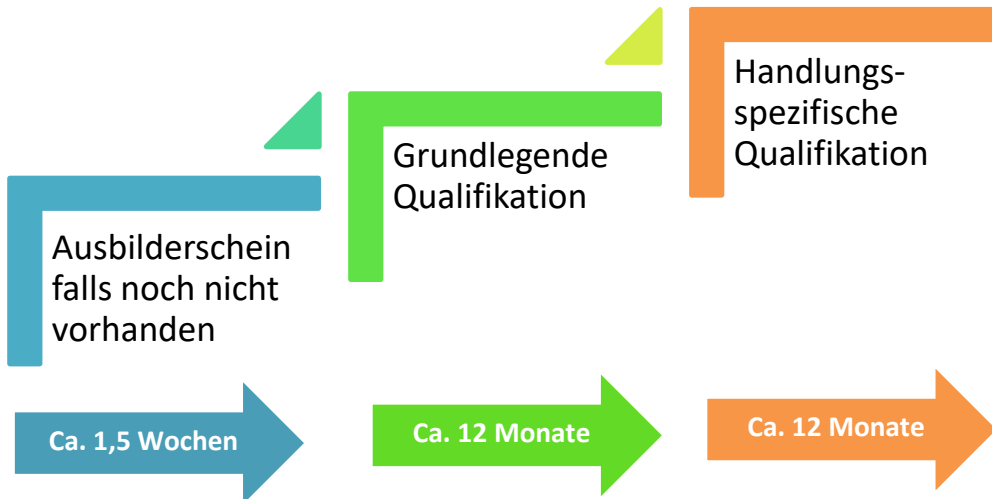 Handlungs-
spezifische
Qualifikation
Grundlegende
Qualifikation
Ausbilderschein
falls noch nicht
vorhanden
Ca. 1,5 Wochen
Ca. 12 Monate
Ca. 12 Monate